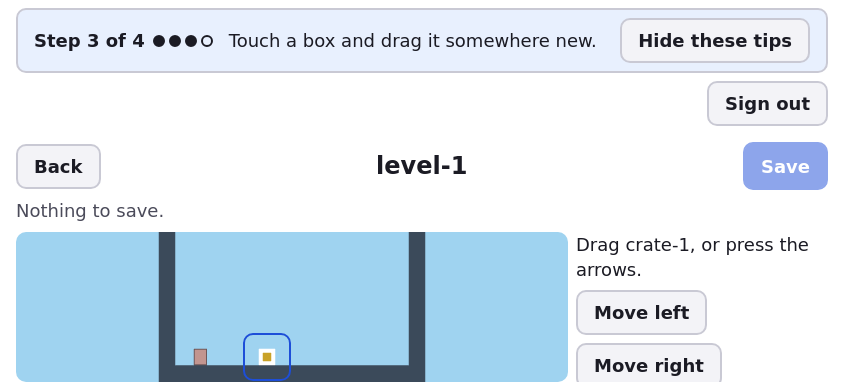 Step 3 of 4 Touch a box and drag it somewhere new. Hide these tips
Sign out
Back level-1 Save
Nothing to save.
Drag crate-1, or press the
arrows.
Move left
Move right